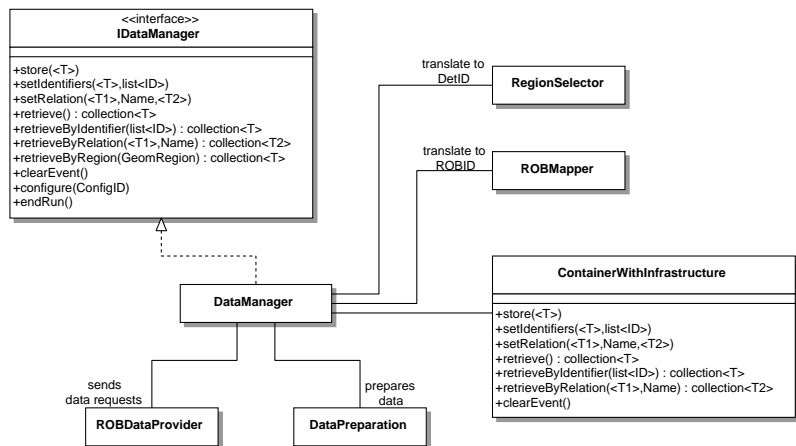 <<interface>>
IDataManager
+store(<T>)
+setIdentifiers(<T>,list<ID>)
+setRelation(<T1>,Name,<T2>)
+retrieve() : collection<T>
+retrieveByIdentifier(list<ID>) : collection<T>
+retrieveByRelation(<T1>,Name) : collection<T2>
+retrieveByRegion(GeomRegion) : collection<T>
+clearEvent()
+configure(ConfigID)
+endRun()
translate to
DetID
RegionSelector
translate to
ROBID
ROBMapper
DataManager
ContainerWithInfrastructure
+store(<T>)
+setIdentifiers(<T>,list<ID>)
+setRelation(<T1>,Name,<T2>)
+retrieve() : collection<T>
+retrieveByIdentifier(list<ID>) : collection<T>
+retrieveByRelation(<T1>,Name) : collection<T2>
+clearEvent()
sends
data requests
ROBDataProvider
prepares
data
DataPreparation